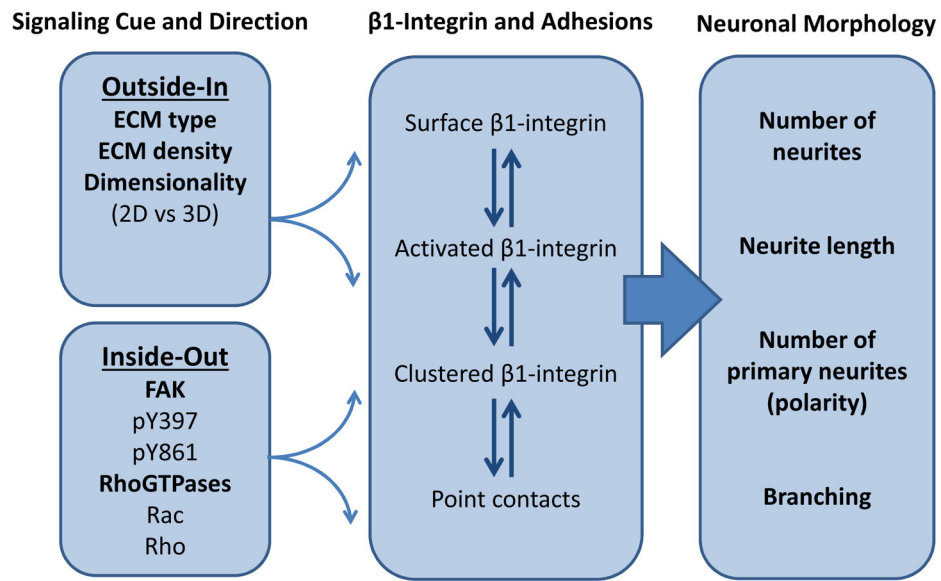 Signaling Cue and Direction
Outside-In
ECM type
ECM density
Dimensionality
(2D vs 3D)
Inside-Out
FAK
pY397
pY861
RhoGTPases
Rac
Rho
β1-Integrin and Adhesions
Surface β1-integrin
Activated β1-integrin
Clustered β1-integrin
Point contacts
Neuronal Morphology
Number of
neurites
Neurite length
Number of
primary neurites
(polarity)
Branching